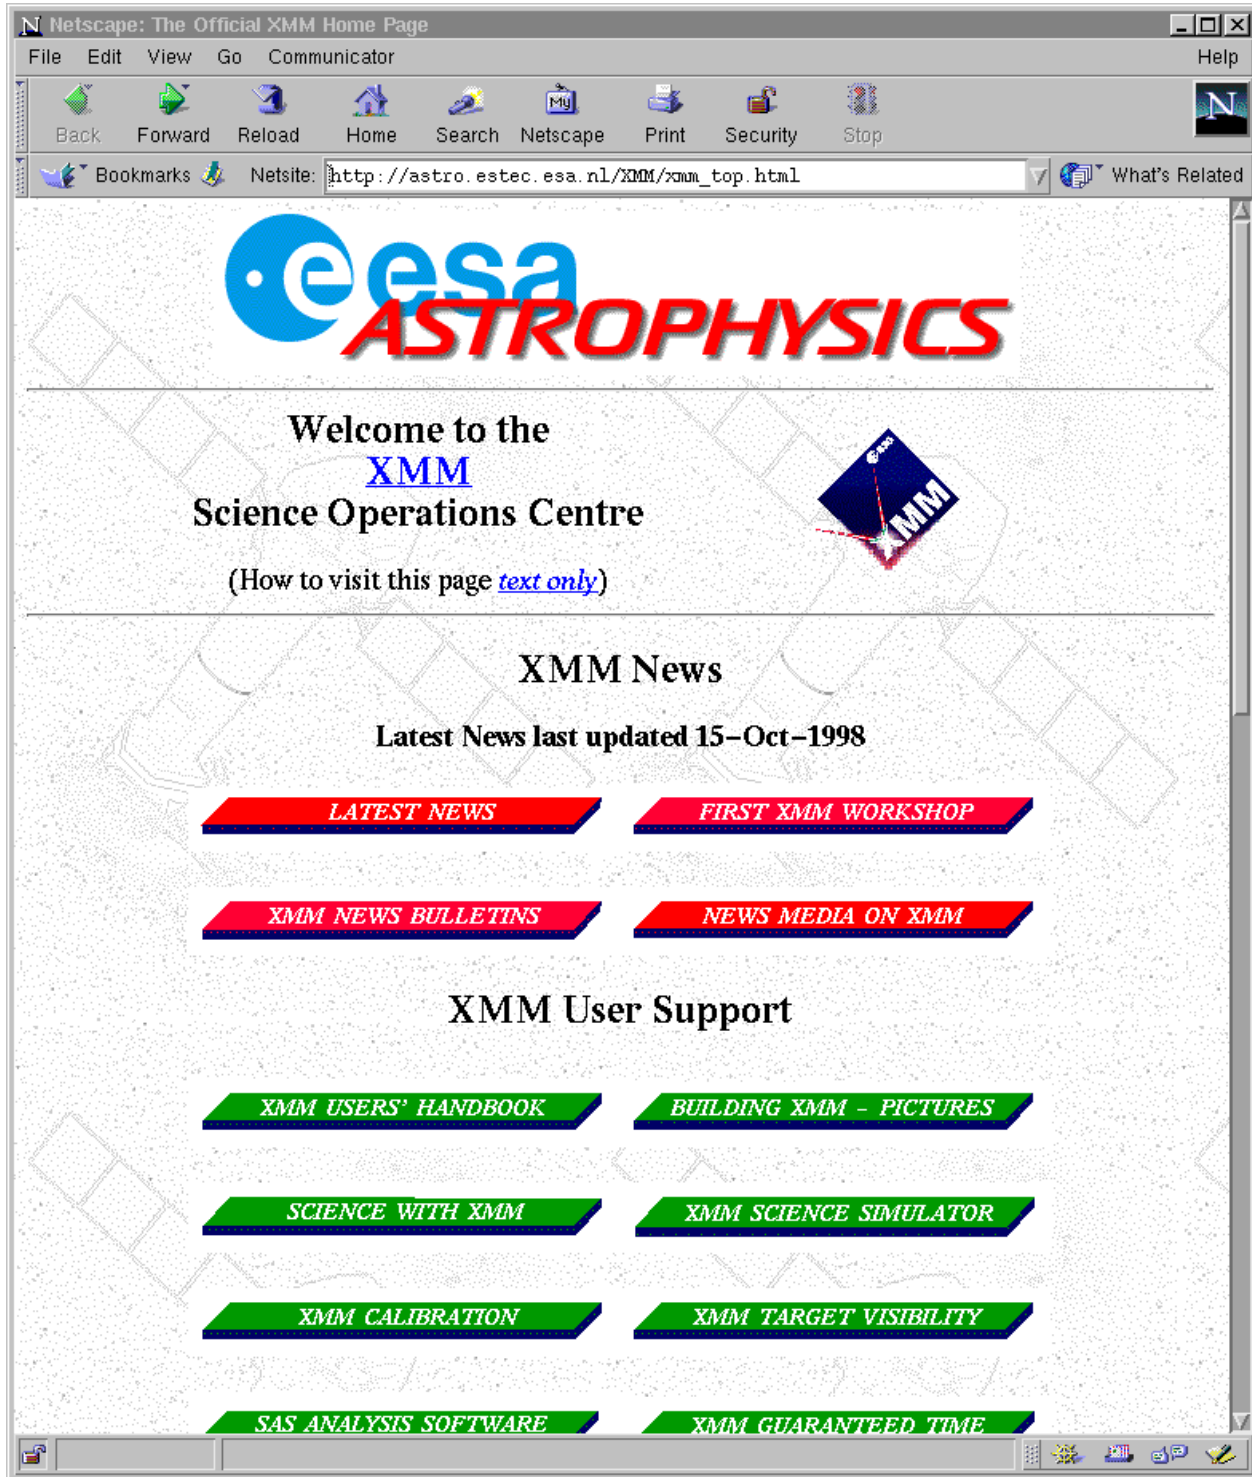 Netscape: The Official XMM Home Page
File Edit View Go Communicator Help
Back Forward Reload Home Search Netscape Print Security Stop
My
N
Bookmarks Netsite: http://astro.estec.esa.nl/XMM/xmm_top.html What's Related
esa
ASTROPHYSICS
Welcome to the
XMM
Science Operations Centre
(How to visit this page text only)
esa
XMM
XMM News
Latest News last updated 15-Oct-1998
LATEST NEWS FIRST XMM WORKSHOP
XMM NEWS BULLETINS NEWS MEDIA ON XMM
XMM User Support
XMM USERS' HANDBOOK BUILDING XMM - PICTURES
SCIENCE WITH XMM XMM SCIENCE SIMULATOR
XMM CALIBRATION XMM TARGET VISIBILITY
SAS ANALYSIS SOFTWARE XMM GUARANTEED TIME